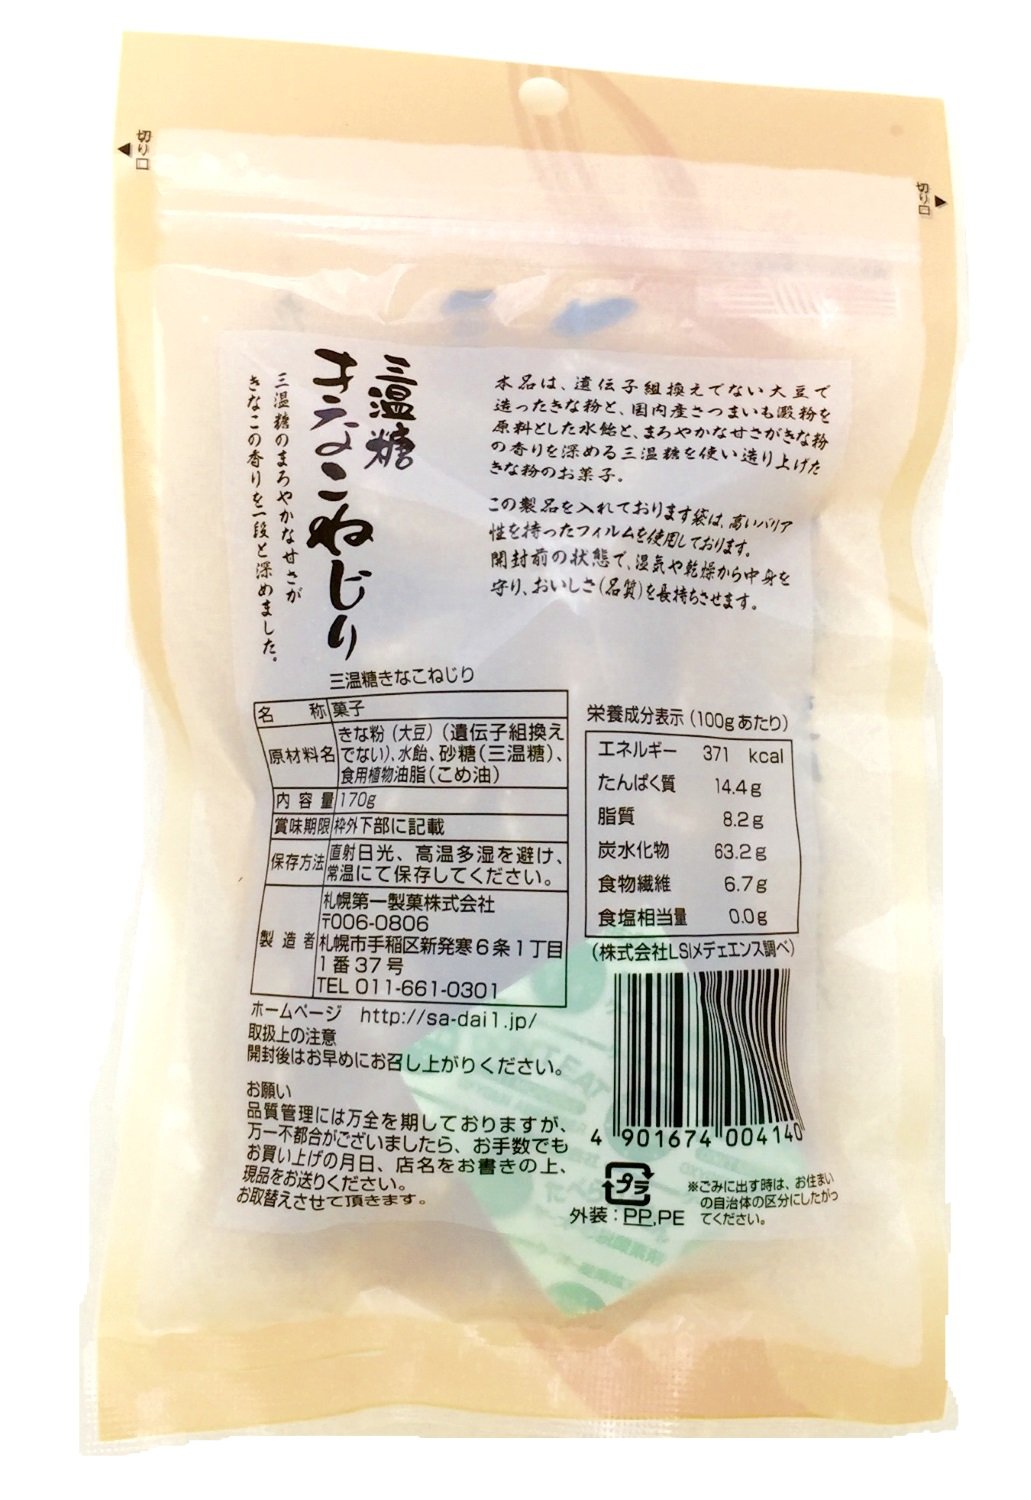 切り口
切り口
三温糖
きなこねじり
三温糖のまろやかな甘さが
きなこの香りを一段と深めました。
本品は、遺伝子組換えでない大豆で
造ったきな粉と、国内産さつまいも澱粉を
原料とした水飴と、まろやかな甘さがきな粉
の香りを深める三温糖を使い造り上げた
きな粉のお菓子。
この製品を入れております袋は、高いバリア
性を持ったフィルムを使用しております。
開封前の状態で、湿気や乾燥から中身を
守り、おいしさ(品質)を長持ちさせます。
三温糖きなこねじり
名 称 菓子
原材料名 きな粉(大豆)(遺伝子組換え
でない)、水飴、砂糖(三温糖)、
食用植物油脂(こめ油)
内容量 170g
賞味期限 枠外下部に記載
保存方法 直射日光、高温多湿を避け、
常温にて保存してください。
製造者 札幌第一製菓株式会社
〒006-0806
札幌市手稲区新発寒6条1丁目
1番37号
TEL 011-661-0301
ホームページ http://sa-dai1.jp/
取扱上の注意
開封後はお早めにお召し上がりください。
お願い
品質管理には万全を期しておりますが、
万一不都合がございましたら、お手数でも
お買い上げの月日、店名をお書きの上、
現品をお送りください。
お取替えさせて頂きます。
栄養成分表示(100gあたり)
エネルギー 371 kcal
たんぱく質 14.4g
脂質 8.2g
炭水化物 63.2g
食物繊維 6.7g
食塩相当量 0.0g
(株式会社LSIメディエンス調べ)
4 901674 004140
プラ
外装:PP,PE
※ごみに出す時は、お住まい
の自治体の区分にしたがっ
てください。